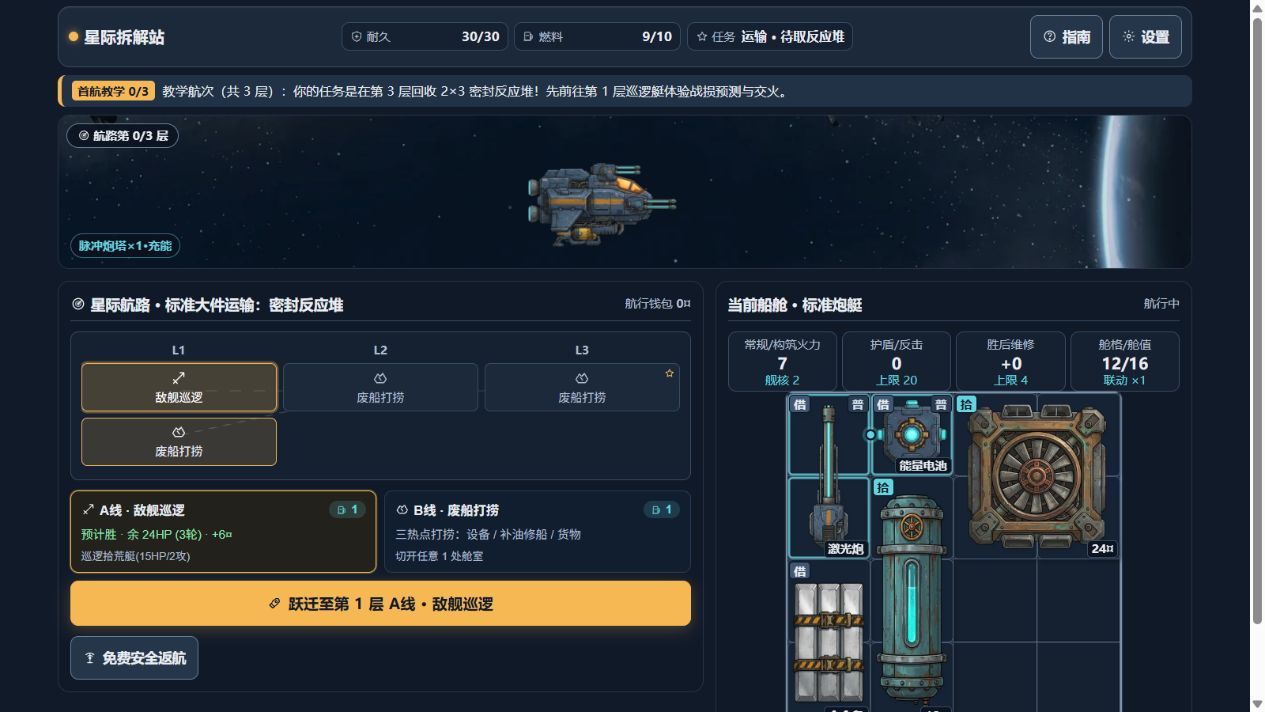 星际拆解站
耐久 30/30
燃料 9/10
任务 运输 • 待取反应堆
指南
设置
首航教学 0/3 教学航次（共 3 层）：你的任务是在第 3 层回收 2×3 密封反应堆！先前往第 1 层巡逻艇体验战损预测与交火。
航路第 0/3 层
脉冲炮塔×1•充能
星际航路 • 标准大件运输：密封反应堆
航行钱包 0¤
L1
L2
L3
敌舰巡逻
废船打捞
废船打捞
废船打捞
A线 · 敌舰巡逻
1
预计胜 · 余 24HP (3轮) · +6¤
巡逻拾荒艇(15HP/2攻)
B线 · 废船打捞
1
三热点打捞：设备 / 补油修船 / 货物
切开任意 1 处舱室
跃迁至第 1 层 A线 • 敌舰巡逻
免费安全返航
当前船舱 • 标准炮艇
航行中
常规/构筑火力
7
舰核 2
护盾/反击
0
上限 20
胜后维修
+0
上限 4
舱格/舱值
12/16
联动 ×1
借
普
借
普
拾
能量电池
激光炮
拾
24¤
借